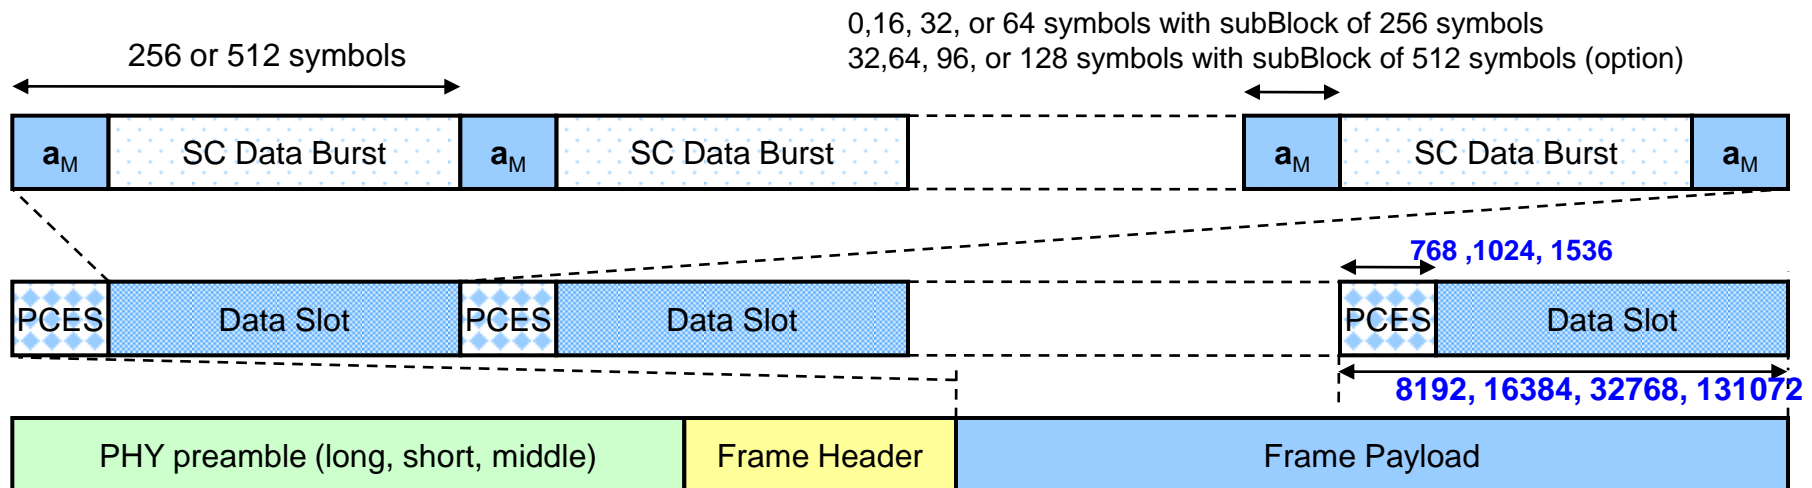 0,16, 32, or 64 symbols with subBlock of 256 symbols
256 or 512 symbols
32,64, 96, or 128 symbols with subBlock of 512 symbols (option)
aM SC Data Burst aM SC Data Burst aM SC Data Burst aM
768 ,1024, 1536
PCES Data Slot PCES Data Slot PCES Data Slot
8192, 16384, 32768, 131072
PHY preamble (long, short, middle) Frame Header Frame Payload